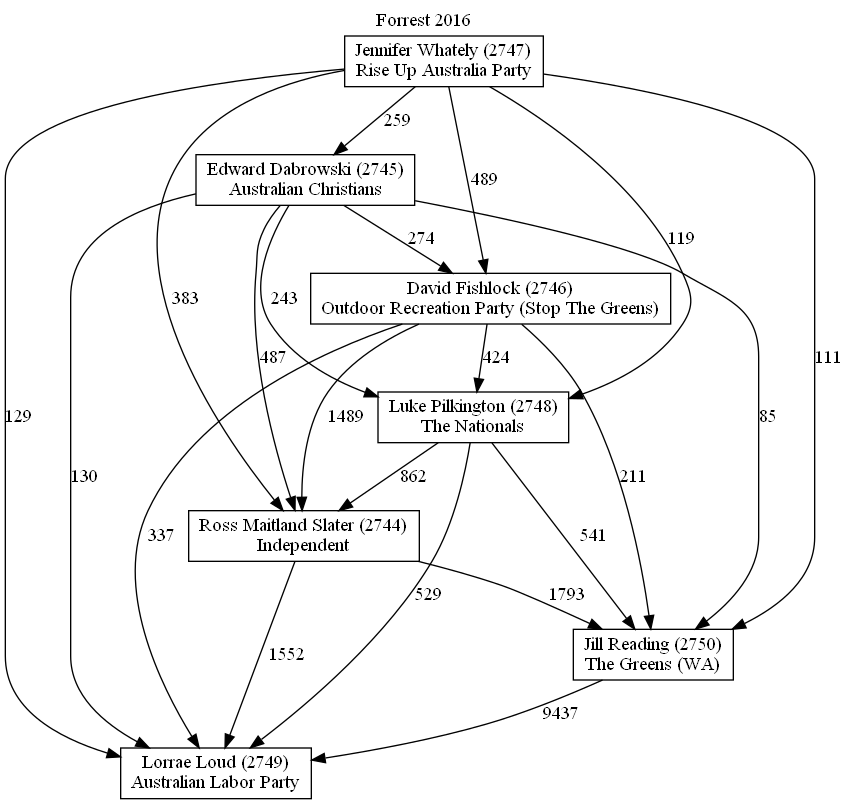 Forrest 2016
Jennifer Whately (2747)
Rise Up Australia Party
259
Edward Dabrowski (2745)
Australian Christians
489
119
274
David Fishlock (2746)
Outdoor Recreation Party (Stop The Greens)
383
243
487
424
111
129
1489
Luke Pilkington (2748)
The Nationals
85
130
862
211
Ross Maitland Slater (2744)
Independent
337
541
529
1793
Jill Reading (2750)
The Greens (WA)
1552
9437
Lorrae Loud (2749)
Australian Labor Party